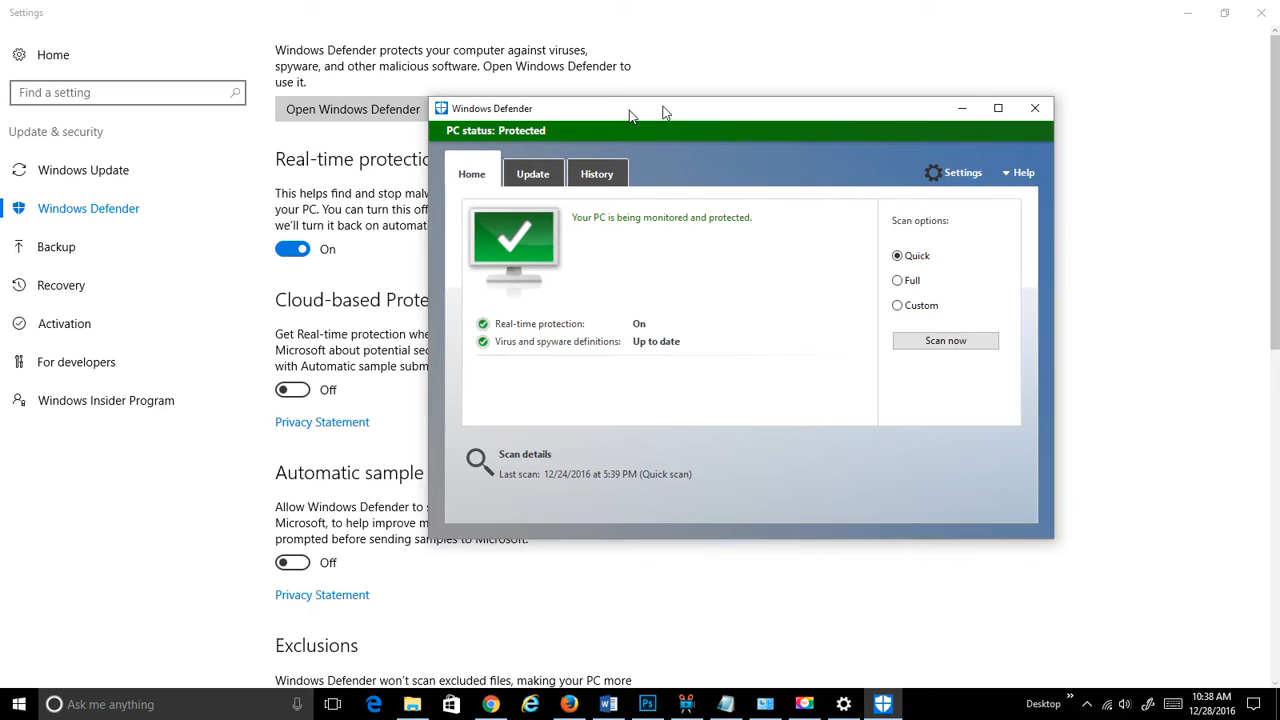 Settings
Home
Find a setting
Update & security
Windows Update
Windows Defender
Backup
Recovery
Activation
For developers
Windows Insider Program
Windows Defender protects your computer against viruses,
spyware, and other malicious software. Open Windows Defender to
use it.
Open Windows Defender
Real-time protectio
This helps find and stop malw
your PC. You can turn this off
we'll turn it back on automat
On
Cloud-based Prote
Get Real-time protection whe
Microsoft about potential sec
with Automatic sample subm
Off
Privacy Statement
Automatic sample
Allow Windows Defender to s
Microsoft, to help improve m
prompted before sending samples to Microsoft.
Off
Privacy Statement
Exclusions
Windows Defender won't scan excluded files, making your PC more
Windows Defender
PC status: Protected
Home
Update
History
Settings
Help
Your PC is being monitored and protected.
Real-time protection: On
Virus and spyware definitions: Up to date
Scan options:
Quick
Full
Custom
Scan now
Scan details
Last scan: 12/24/2016 at 5:39 PM (Quick scan)
Ask me anything
Desktop
10:38 AM
12/28/2016